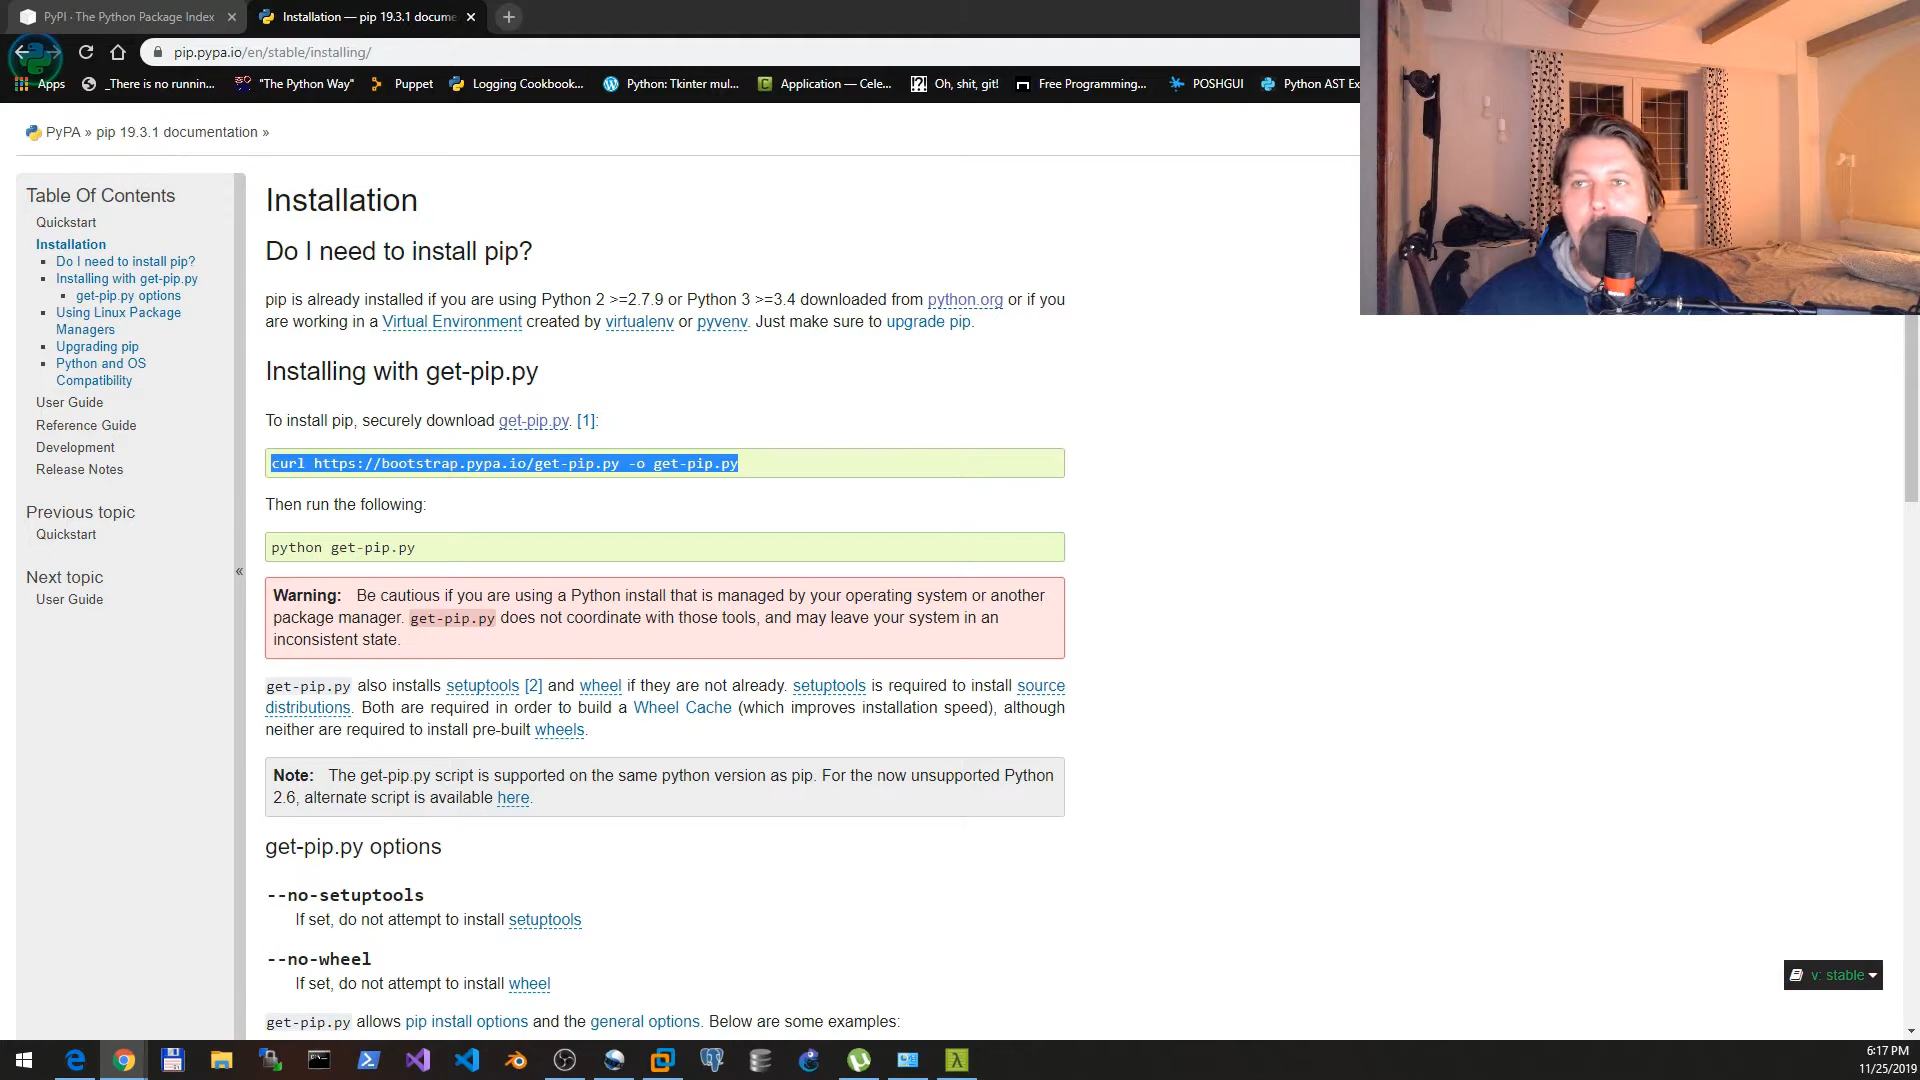 PyPI · The Python Package Index
Installation — pip 19.3.1 docume
pip.pypa.io/en/stable/installing/
Apps
_There is no runnin...
"The Python Way"
Puppet
Logging Cookbook...
Python: Tkinter mul...
Application — Cele...
Oh, shit, git!
Free Programming...
POSHGUI
Python AST Ex
PyPA » pip 19.3.1 documentation »
Table Of Contents
Quickstart
Installation
Do I need to install pip?
Installing with get-pip.py
get-pip.py options
Using Linux Package
Managers
Upgrading pip
Python and OS
Compatibility
User Guide
Reference Guide
Development
Release Notes
Previous topic
Quickstart
Next topic
User Guide
«
Installation
Do I need to install pip?
pip is already installed if you are using Python 2 >=2.7.9 or Python 3 >=3.4 downloaded from python.org or if you
are working in a Virtual Environment created by virtualenv or pyvenv. Just make sure to upgrade pip.
Installing with get-pip.py
To install pip, securely download get-pip.py. [1]:
curl https://bootstrap.pypa.io/get-pip.py -o get-pip.py
Then run the following:
python get-pip.py
Warning: Be cautious if you are using a Python install that is managed by your operating system or another
package manager. get-pip.py does not coordinate with those tools, and may leave your system in an
inconsistent state.
get-pip.py also installs setuptools [2] and wheel if they are not already. setuptools is required to install source
distributions. Both are required in order to build a Wheel Cache (which improves installation speed), although
neither are required to install pre-built wheels.
Note: The get-pip.py script is supported on the same python version as pip. For the now unsupported Python
2.6, alternate script is available here.
get-pip.py options
--no-setuptools
If set, do not attempt to install setuptools
--no-wheel
If set, do not attempt to install wheel
get-pip.py allows pip install options and the general options. Below are some examples:
v: stable
6:17 PM
11/25/2019